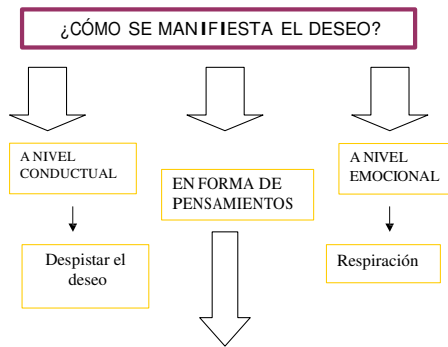 ¿CÓMO SE MANIFIESTA EL DESEO?
A NIVEL
CONDUCTUAL
EN FORMA DE
PENSAMIENTOS
A NIVEL
EMOCIONAL
Despistar el
deseo
Respiración